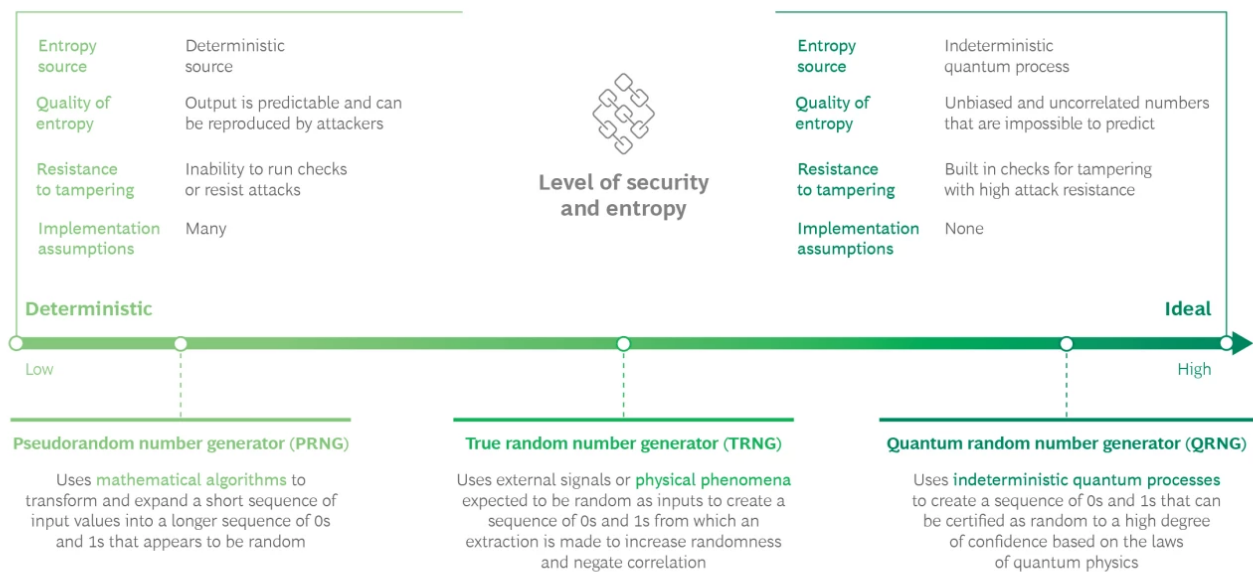 Entropy
source
Deterministic
source
Quality of
entropy
Output is predictable and can
be reproduced by attackers
Resistance
to tampering
Inability to run checks
or resist attacks
Implementation
assumptions
Many
Level of security
and entropy
Entropy
source
Indeterministic
quantum process
Quality of
entropy
Unbiased and uncorrelated numbers
that are impossible to predict
Resistance
to tampering
Built in checks for tampering
with high attack resistance
Implementation
assumptions
None
Deterministic
Ideal
Low
High
Pseudorandom number generator (PRNG)
Uses mathematical algorithms to
transform and expand a short sequence of
input values into a longer sequence of 0s
and 1s that appears to be random
True random number generator (TRNG)
Uses external signals or physical phenomena
expected to be random as inputs to create a
sequence of 0s and 1s from which an
extraction is made to increase randomness
and negate correlation
Quantum random number generator (QRNG)
Uses indeterministic quantum processes
to create a sequence of 0s and 1s that can
be certified as random to a high degree
of confidence based on the laws
of quantum physics